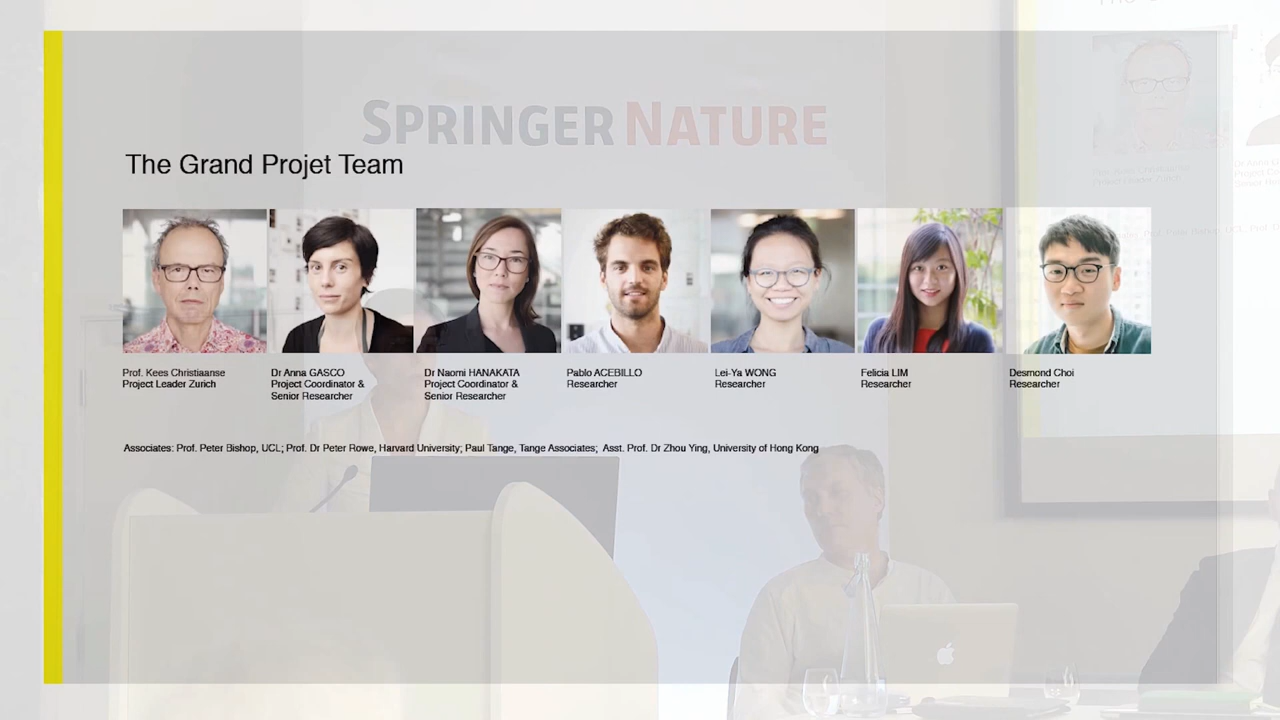 SPRINGER NATURE
The Grand Projet Team
Prof. Kees Christiaanse
Project Leader Zurich
Dr Anna GASCO
Project Coordinator &
Senior Researcher
Dr Naomi HANAKATA
Project Coordinator &
Senior Researcher
Pablo ACEBILLO
Researcher
Lei-Ya WONG
Researcher
Felicia LIM
Researcher
Desmond Choi
Researcher
Associates: Prof. Peter Bishop, UCL; Prof. Dr Peter Rowe, Harvard University; Paul Tange, Tange Associates; Asst. Prof. Dr Zhou Ying, University of Hong Kong